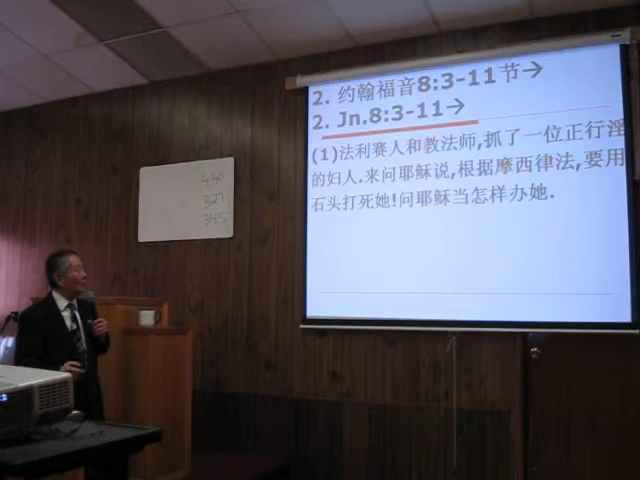 2. 约翰福音8:3-11节→
2. Jn.8:3-11→
(1)法利赛人和教法师,抓了一位正行淫
的妇人.来问耶稣说,根据摩西律法,要用
石头打死她!问耶稣当怎样办她.
430
327
345